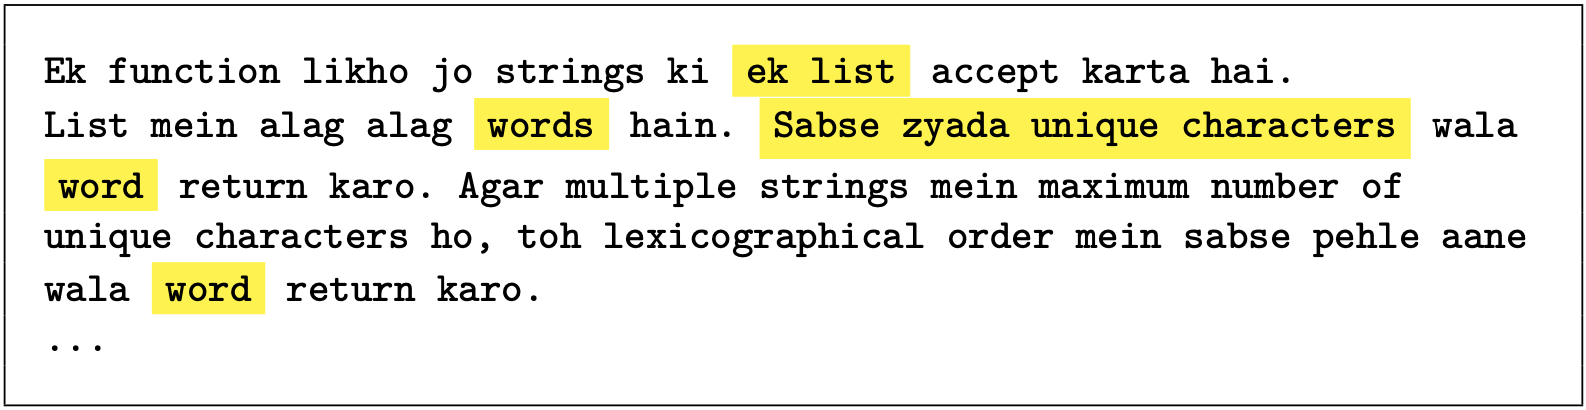 Ek function likho jo strings ki ek list accept karta hai.
List mein alag alag words hain. Sabse zyada unique characters wala
word return karo. Agar multiple strings mein maximum number of
unique characters ho, toh lexicographical order mein sabse pehle aane
wala word return karo.
...